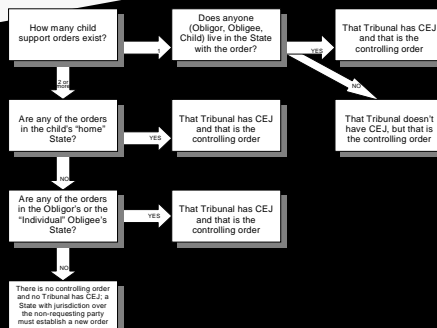 How many child
support orders exist?
1
Does anyone
(Obligor, Obligee,
Child) live in the State
with the order?
YES
That Tribunal has CEJ
and that is the
controlling order
NO
That Tribunal doesn't
have CEJ, but that is
the controlling order
2 or
more
Are any of the orders
in the child's "home"
State?
YES
That Tribunal has CEJ
and that is the
controlling order
NO
Are any of the orders
in the Obligor's or the
"Individual" Obligee's
State?
YES
That Tribunal has CEJ
and that is the
controlling order
NO
There is no controlling order
and no Tribunal has CEJ; a
State with jurisdiction over
the non-requesting party
must establish a new order